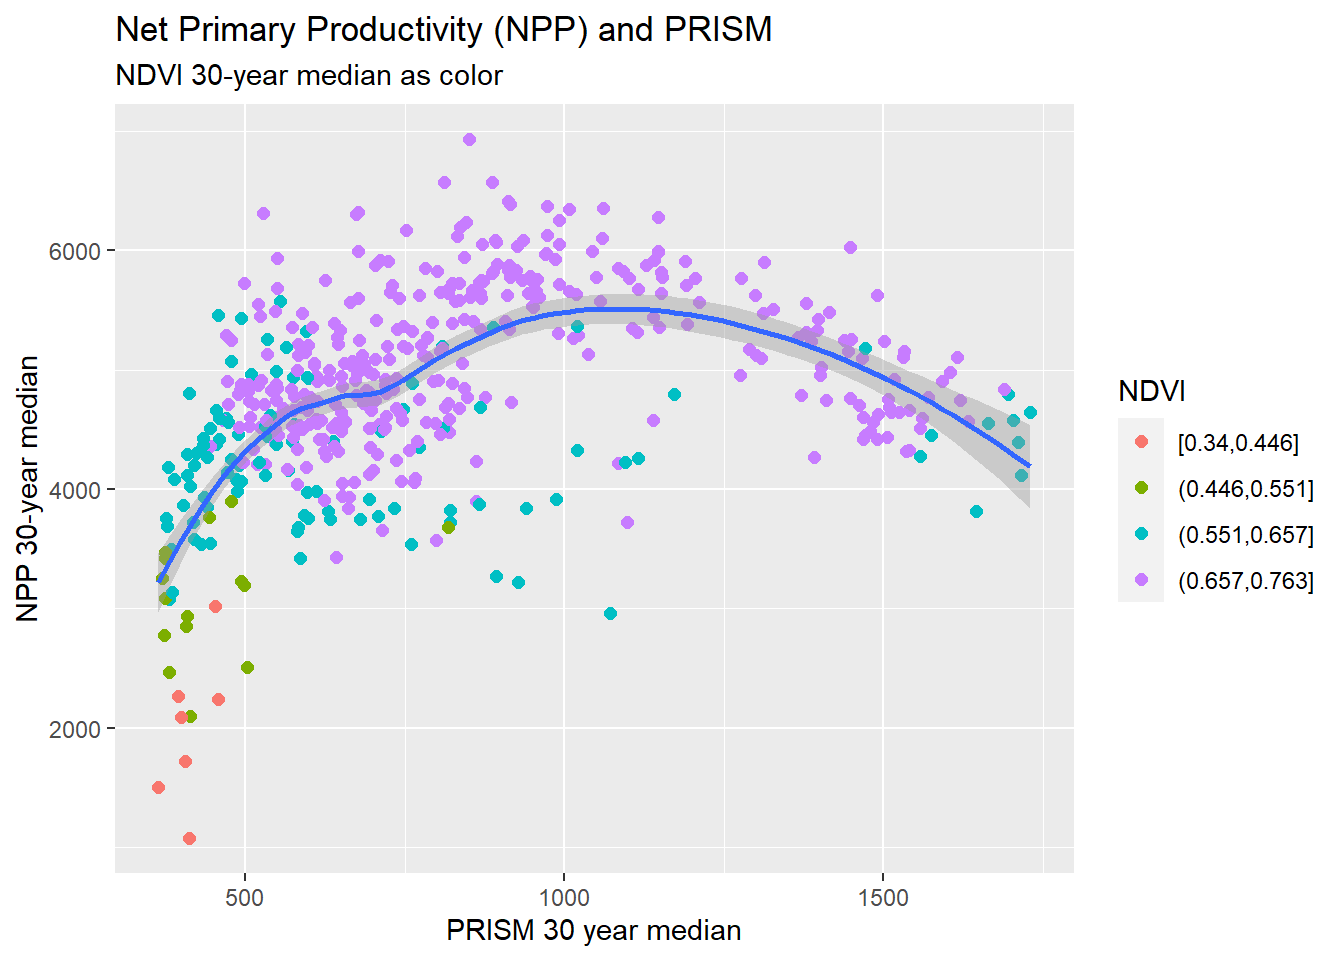 Net Primary Productivity (NPP) and PRISM
NDVI 30-year median as color
NPP 30-year median
6000
4000
2000
500
1000
1500
PRISM 30 year median
NDVI
[0.34,0.446]
(0.446,0.551]
(0.551,0.657]
(0.657,0.763]